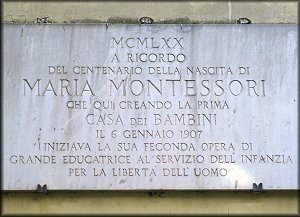 MCMLXX
A RICORDO
DEL CENTENARIO DELLA NASCITA DI
MARIA MONTESSORI
CHE QUI CREANDO LA PRIMA
CASA DEI BAMBINI
IL 6 GENNAIO 1907
INIZIAVA LA SUA FECONDA OPERA DI
GRANDE EDUCATRICE AL SERVIZIO DELL'INFANZIA
PER LA LIBERTA DELL'UOMO